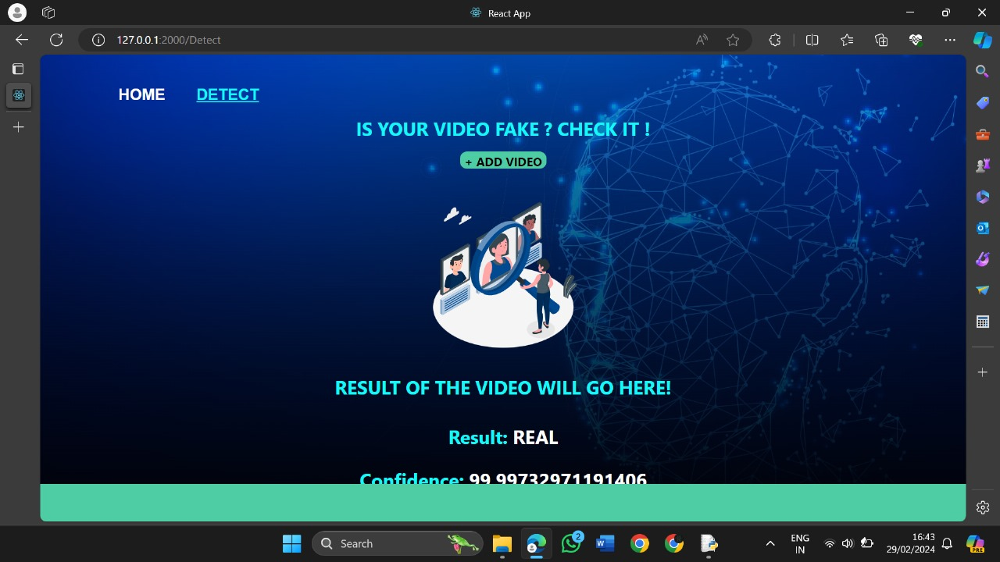 React App
127.0.0.1:2000/Detect
HOME DETECT
IS YOUR VIDEO FAKE ? CHECK IT !
+ ADD VIDEO
RESULT OF THE VIDEO WILL GO HERE!
Result: REAL
Confidence: 99.99732971191406
Search
2
ENG
IN
16:43
29/02/2024
PRE